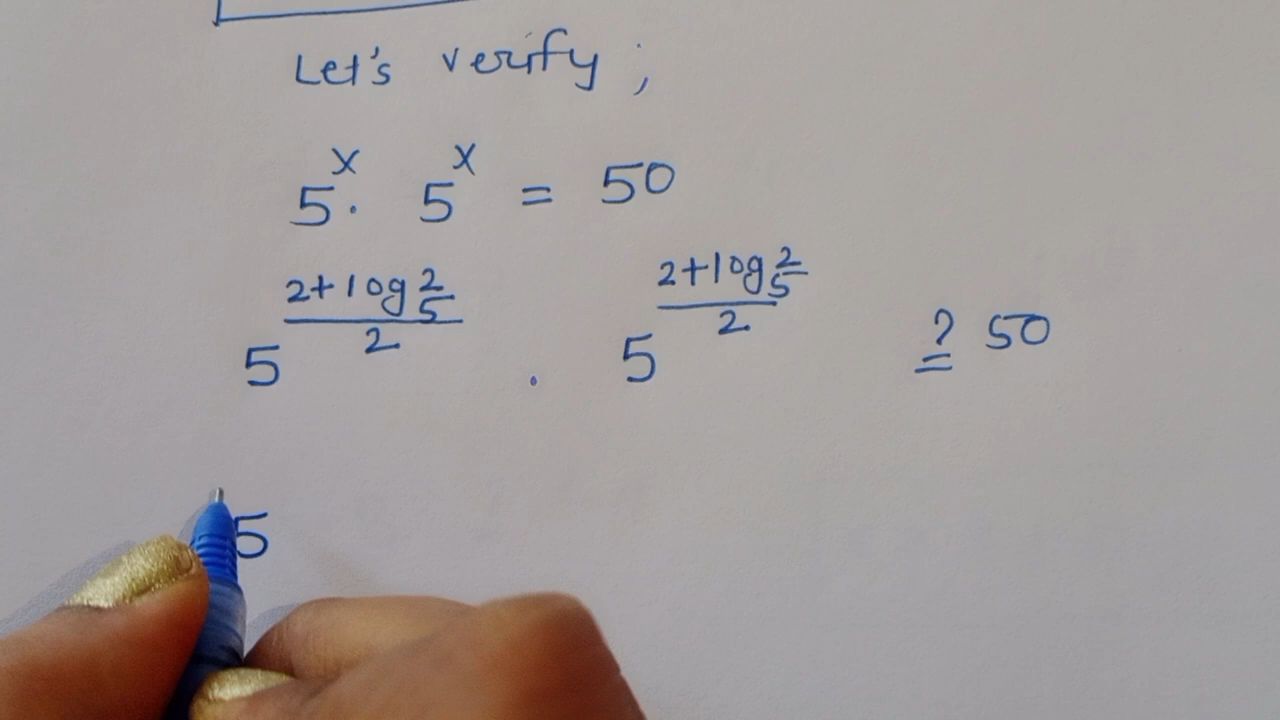 Let's verify ;
5^x . 5^x = 50
5^((2+log_5 2)/2) . 5^((2+log_5 2)/2) ≟ 50
5